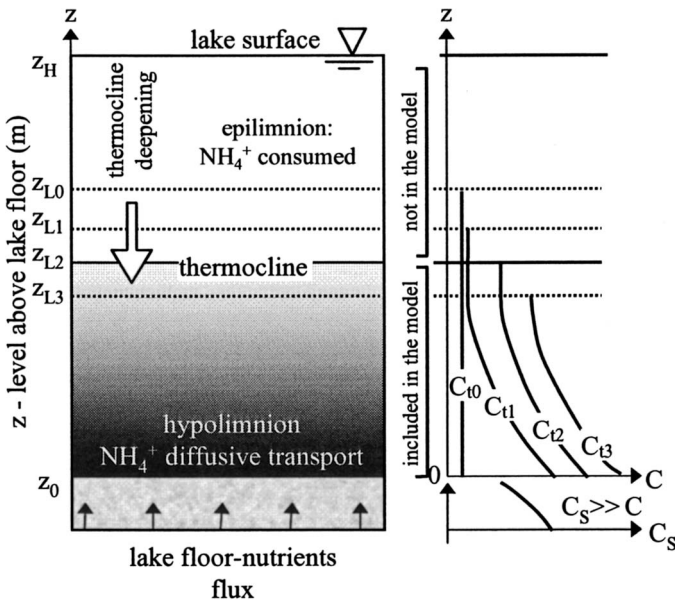 z
lake surface
z_H
z - level above lake floor (m)
thermocline
deepening
epilimnion:
NH₄⁺ consumed
z_L0
z_L1
z_L2
thermocline
z_L3
hypolimnion
NH₄⁺ diffusive transport
z₀
lake floor-nutrients
flux
z
not in the model
included in the model
C_t0
C_t1
C_t2
C_t3
0
C
C_S>>C
C_S